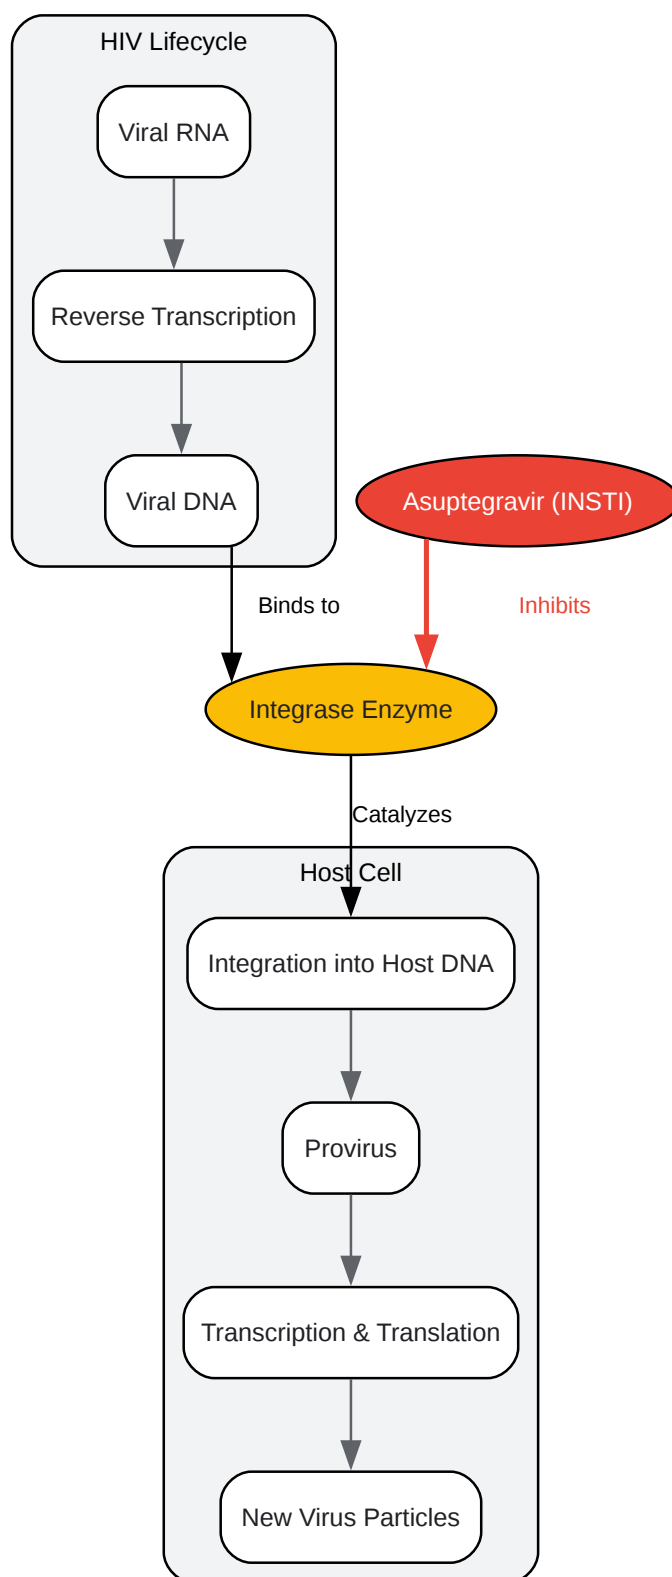 HIV Lifecycle
Viral RNA
Reverse Transcription
Viral DNA
Asuptegravir (INSTI)
Binds to
Inhibits
Integrase Enzyme
Catalyzes
Host Cell
Integration into Host DNA
Provirus
Transcription & Translation
New Virus Particles